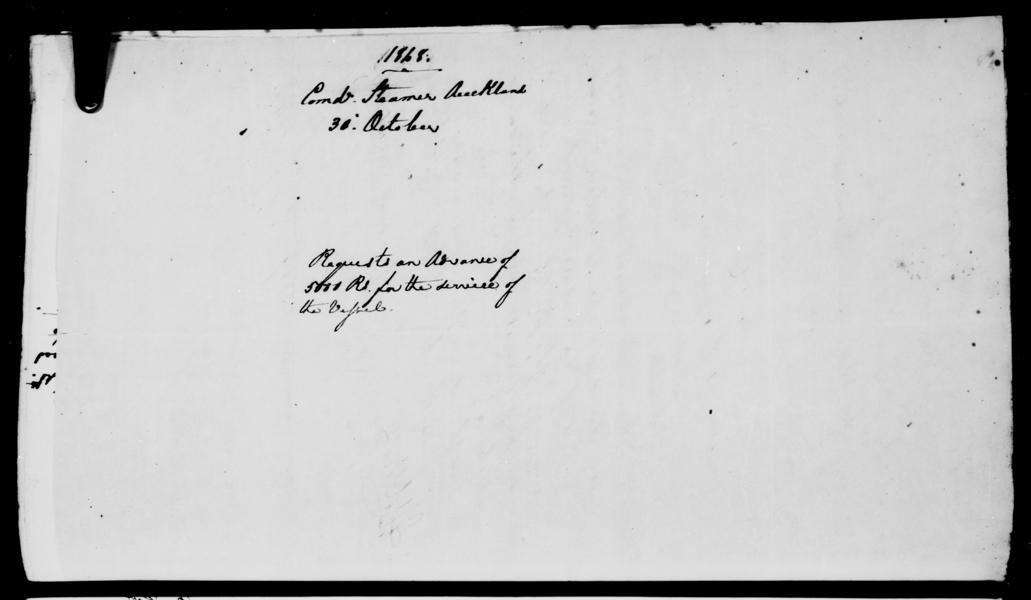 1848.
Comdr. Steamer Auckland
30. October
Requests an Advance of
5000 Rs. for the service of
the Vessel.